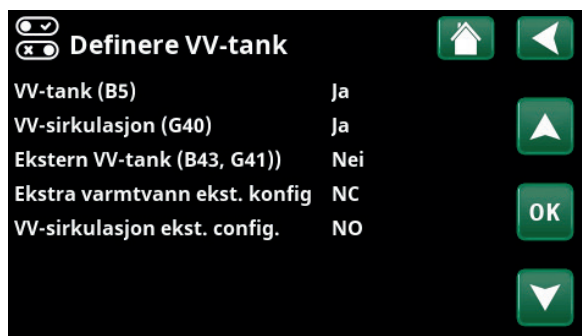 Definere VV-tank
VV-tank (B5) Ja
VV-sirkulasjon (G40) Ja
Ekstern VV-tank (B43, G41)) Nei
Ekstra varmtvann ekst. konfig NC
VV-sirkulasjon ekst. config. NO
OK